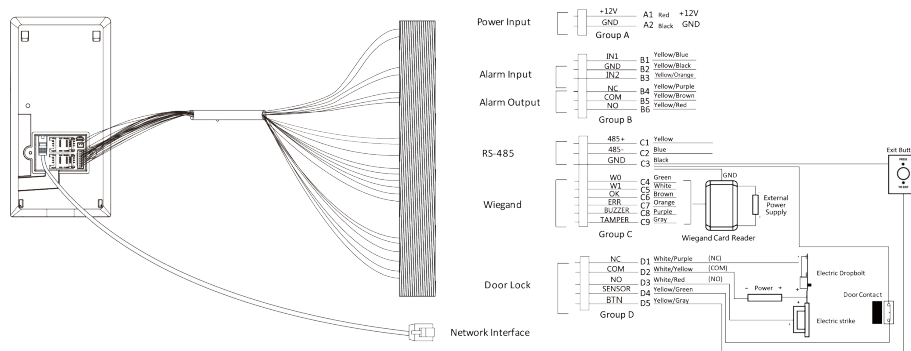 Power Input
+12V A1 Red +12V
GND A2 Black GND
Group A
Alarm Input
IN1 B1 Yellow/Blue
GND B2 Yellow/Black
IN2 B3 Yellow/Orange
Alarm Output
NC B4 Yellow/Purple
COM B5 Yellow/Brown
NO B6 Yellow/Red
Group B
RS-485
485+ C1 Yellow
485- C2 Blue
GND C3 Black
Wiegand
W0 C4 Green
W1 C5 White
OK C6 Brown
ERR C7 Orange
BUZZER C8 Purple
TAMPER C9 Gray
Group C
GND
External
Power
Supply
Wiegand Card Reader
Exit Butt
PRESS
TO EXIT
Door Lock
NC D1 White/Purple (NC)
COM D2 White/Yellow (COM)
NO D3 White/Red (NO)
SENSOR D4 Yellow/Green
BTN D5 Yellow/Gray
Group D
- Power +
Electric Dropbolt
Electric strike
Door Contact
Network Interface